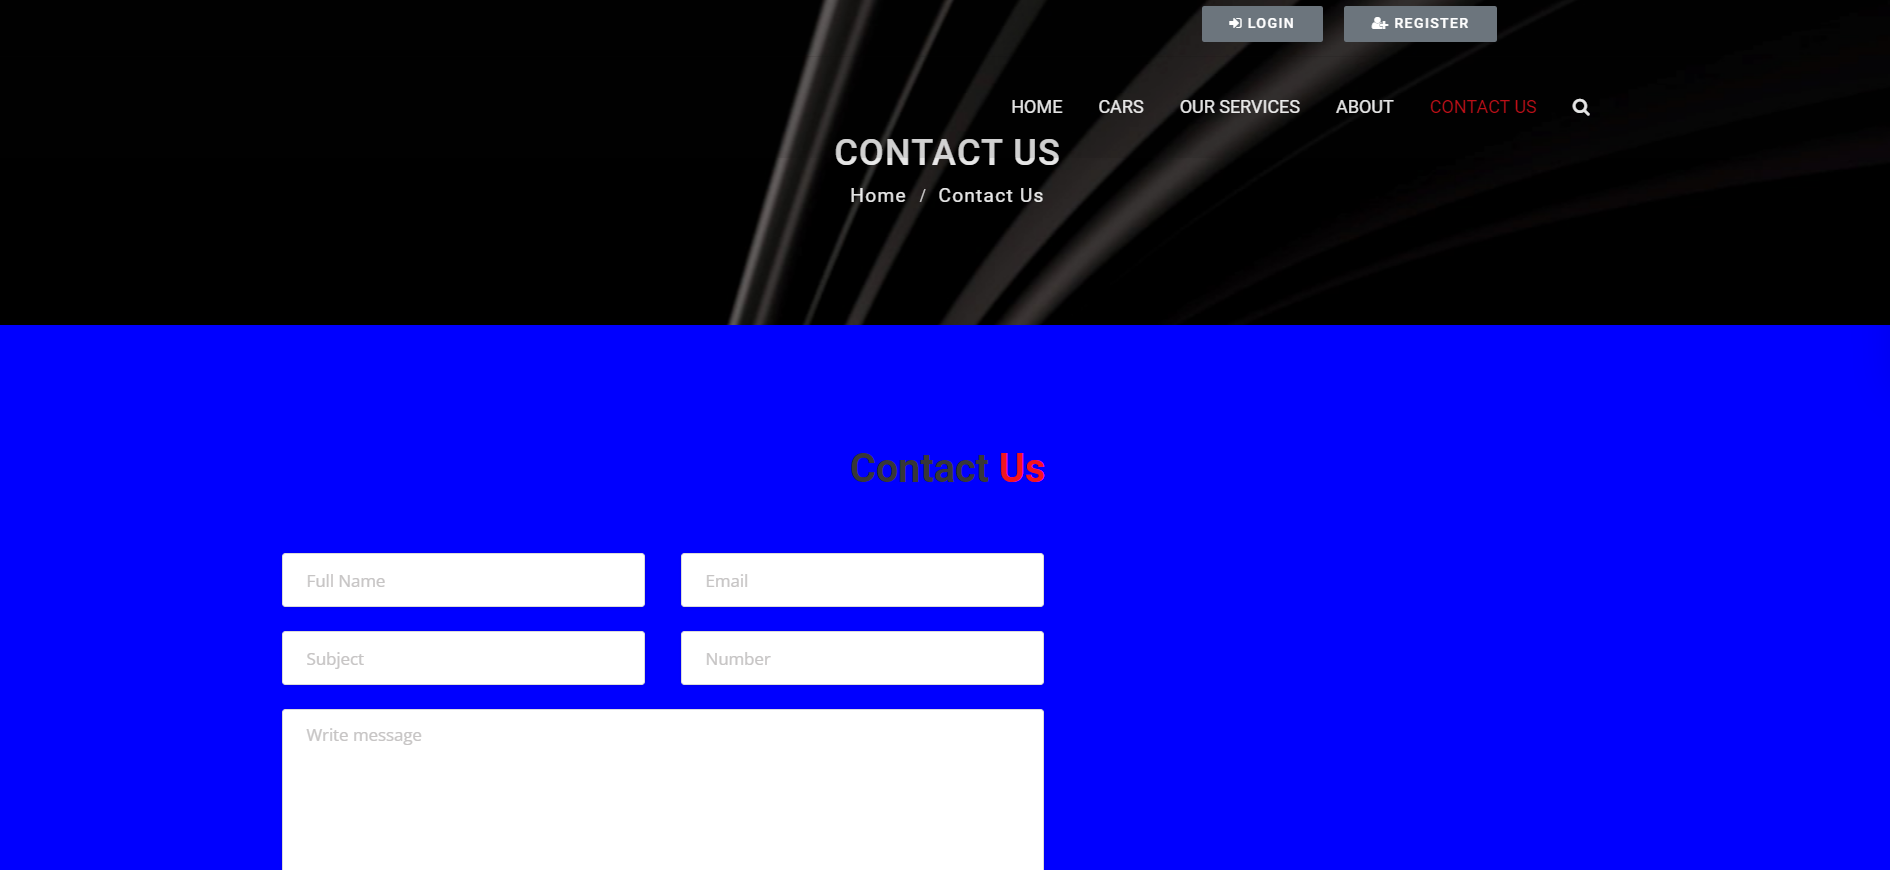 LOGIN REGISTER
HOME CARS OUR SERVICES ABOUT CONTACT US
CONTACT US
Home / Contact Us
Contact Us
Full Name Email
Subject Number
Write message